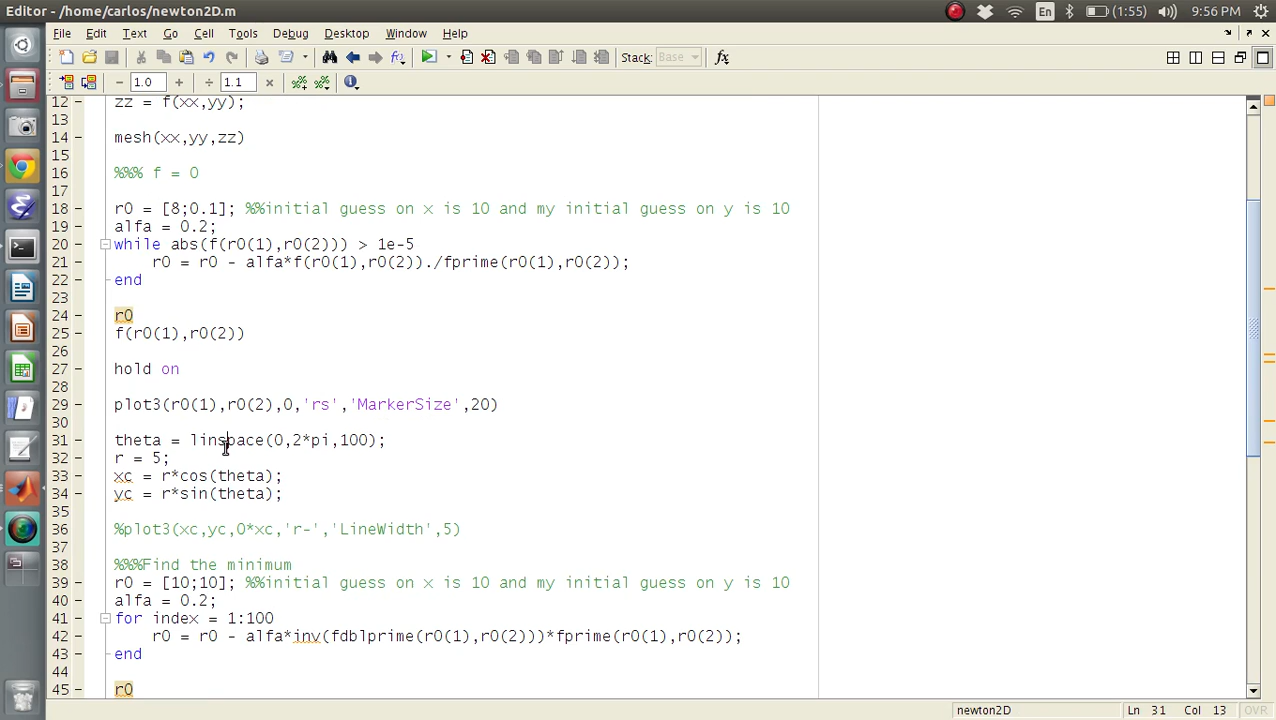 Editor - /home/carlos/newton2D.m
En (1:55) 9:56 PM
File Edit Text Go Cell Tools Debug Desktop Window Help
Stack: Base fx
− 1.0 + ÷ 1.1 ×
12 zz = f(xx,yy);
13
14 mesh(xx,yy,zz)
15
16 %%% f = 0
17
18 r0 = [8;0.1]; %%initial guess on x is 10 and my initial guess on y is 10
19 alfa = 0.2;
20 while abs(f(r0(1),r0(2))) > 1e-5
21 r0 = r0 - alfa*f(r0(1),r0(2))./fprime(r0(1),r0(2));
22 end
23
24 r0
25 f(r0(1),r0(2))
26
27 hold on
28
29 plot3(r0(1),r0(2),0,'rs','MarkerSize',20)
30
31 theta = linspace(0,2*pi,100);
32 r = 5;
33 xc = r*cos(theta);
34 yc = r*sin(theta);
35
36 %plot3(xc,yc,0*xc,'r-','LineWidth',5)
37
38 %%%Find the minimum
39 r0 = [10;10]; %%initial guess on x is 10 and my initial guess on y is 10
40 alfa = 0.2;
41 for index = 1:100
42 r0 = r0 - alfa*inv(fdblprime(r0(1),r0(2)))*fprime(r0(1),r0(2));
43 end
44
45 r0
newton2D Ln 31 Col 13 OVR